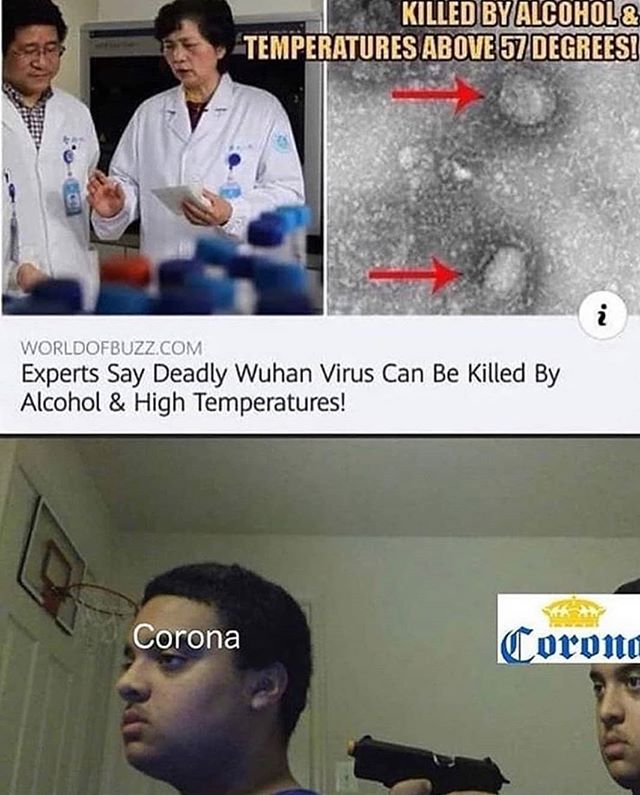 KILLED BY ALCOHOL &
TEMPERATURES ABOVE 57 DEGREES!
i
WORLDOFBUZZ.COM
Experts Say Deadly Wuhan Virus Can Be Killed By
Alcohol & High Temperatures!
Corona
Corona